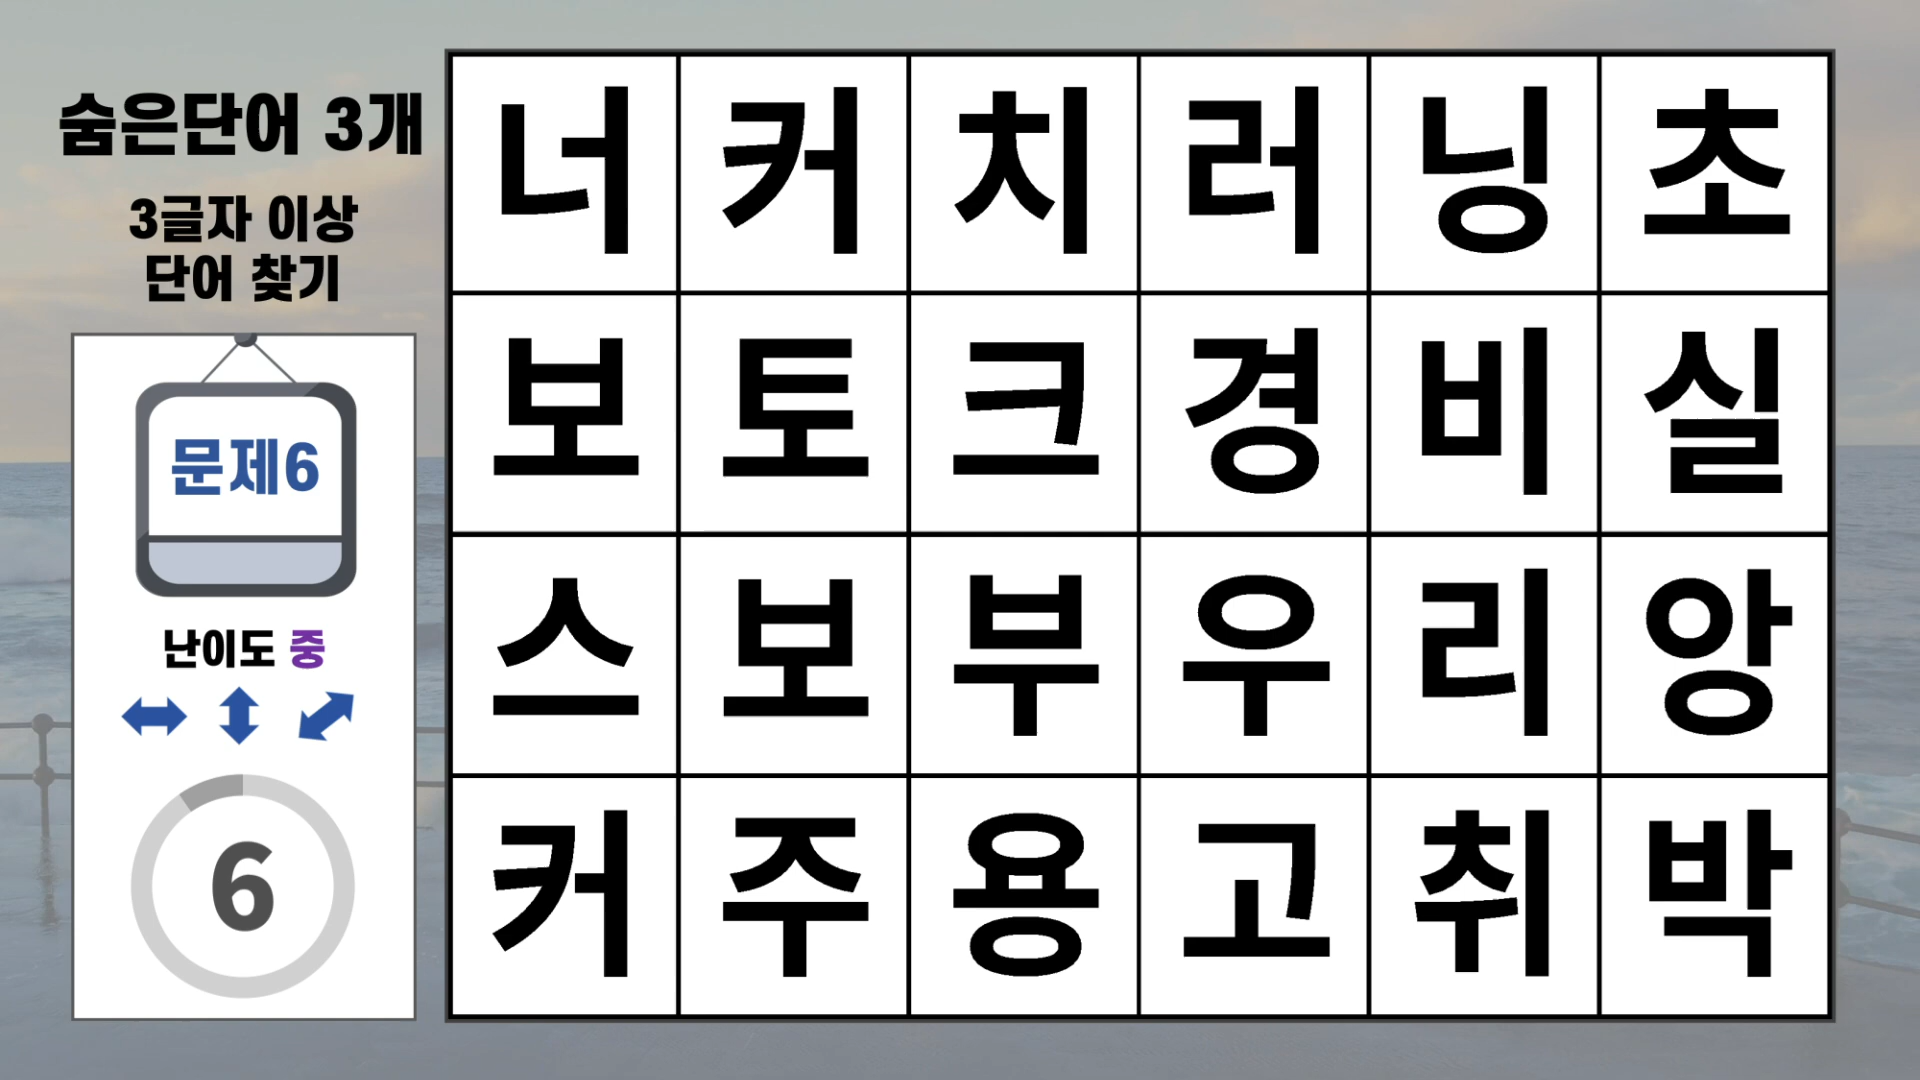 숨은단어 3개
3글자 이상
단어 찾기
문제6
난이도 중
6
너 커 치 러 닝 초
보 토 크 경 비 실
스 보 부 우 리 앙
커 주 용 고 취 박